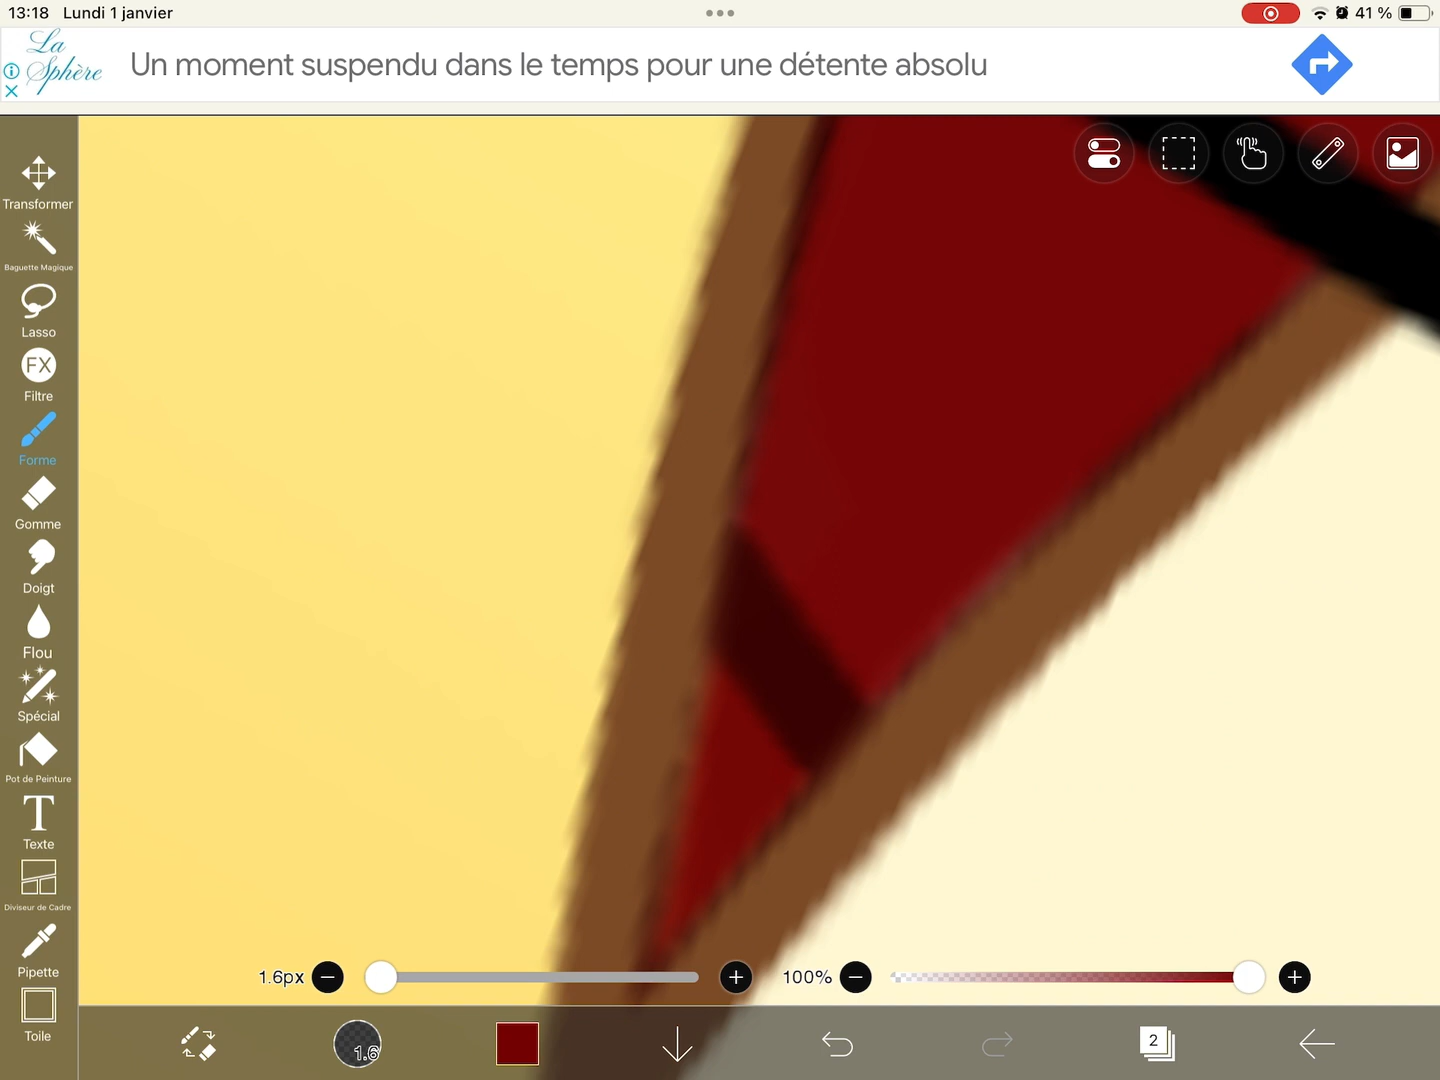 13:18 Lundi 1 janvier
41 %
La
Sphère
Un moment suspendu dans le temps pour une détente absolu
Transformer
Baguette Magique
Lasso
FX
Filtre
Forme
Gomme
Doigt
Flou
Spécial
Pot de Peinture
T
Texte
Diviseur de Cadre
Pipette
Toile
1.6px
100%
1.6
2